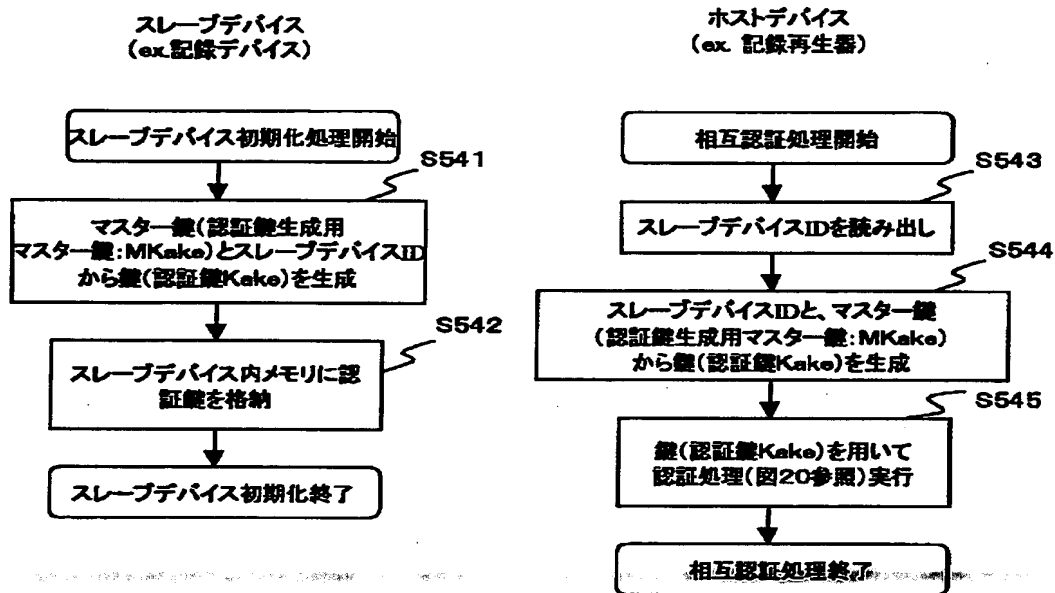 スレーブデバイス
(ex.記録デバイス)
スレーブデバイス初期化処理開始
S541
マスター鍵(認証鍵生成用
マスター鍵:MKake)とスレーブデバイスID
から鍵(認証鍵Kake)を生成
S542
スレーブデバイス内メモリに認
証鍵を格納
スレーブデバイス初期化終了
ホストデバイス
(ex. 記録再生器)
相互認証処理開始
S543
スレーブデバイスIDを読み出し
S544
スレーブデバイスIDと、マスター鍵
(認証鍵生成用マスター鍵:MKake)
から鍵(認証鍵Kake)を生成
S545
鍵(認証鍵Kake)を用いて
認証処理(図20参照)実行
相互認証処理終了